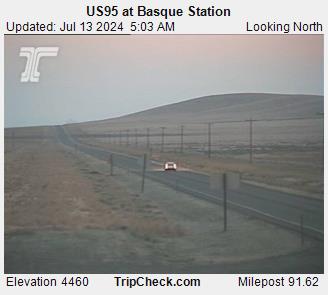 US95 at Basque Station
Updated: Jul 13 2024  5:03 AM Looking North
Elevation 4460 TripCheck.com Milepost 91.62